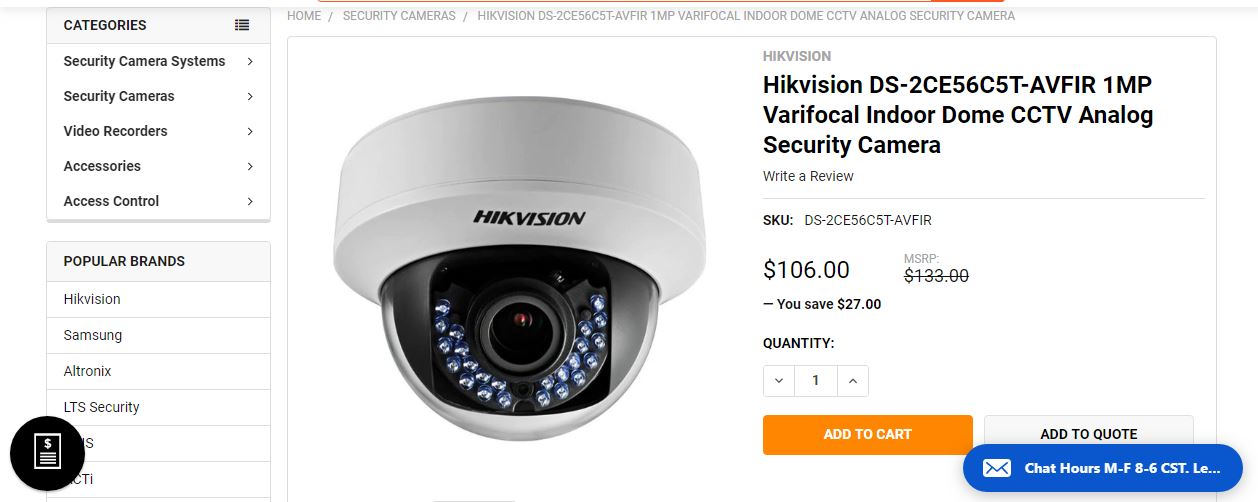 CATEGORIES
Security Camera Systems
Security Cameras
Video Recorders
Accessories
Access Control
POPULAR BRANDS
Hikvision
Samsung
Altronix
LTS Security
HOME / SECURITY CAMERAS / HIKVISION DS-2CE56C5T-AVFIR 1MP VARIFOCAL INDOOR DOME CCTV ANALOG SECURITY CAMERA
HIKVISION
HIKVISION
Hikvision DS-2CE56C5T-AVFIR 1MP
Varifocal Indoor Dome CCTV Analog
Security Camera
Write a Review
SKU: DS-2CE56C5T-AVFIR
$106.00
MSRP:
$133.00
— You save $27.00
QUANTITY:
1
ADD TO CART
ADD TO QUOTE
Chat Hours M-F 8-6 CST. Le...
$